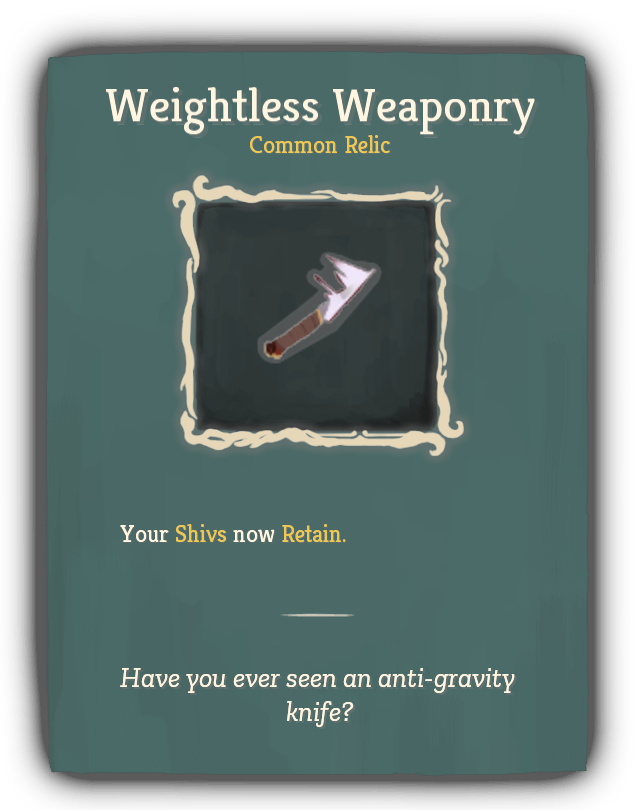 Weightless Weaponry
Common Relic
Your Shivs now Retain.
Have you ever seen an anti-gravity
knife?